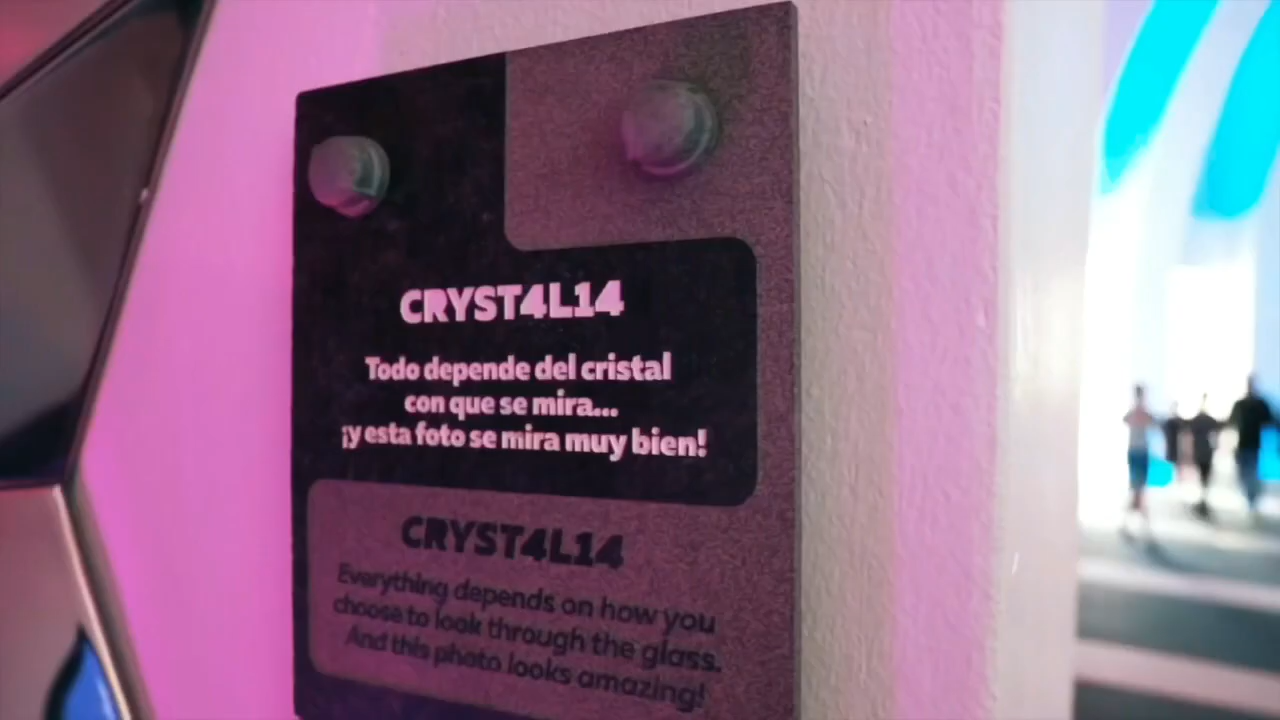 CRYST4L14
Todo depende del cristal
con que se mira...
¡y esta foto se mira muy bien!
CRYST4L14
Everything depends on how you
choose to look through the glass.
And this photo looks amazing!